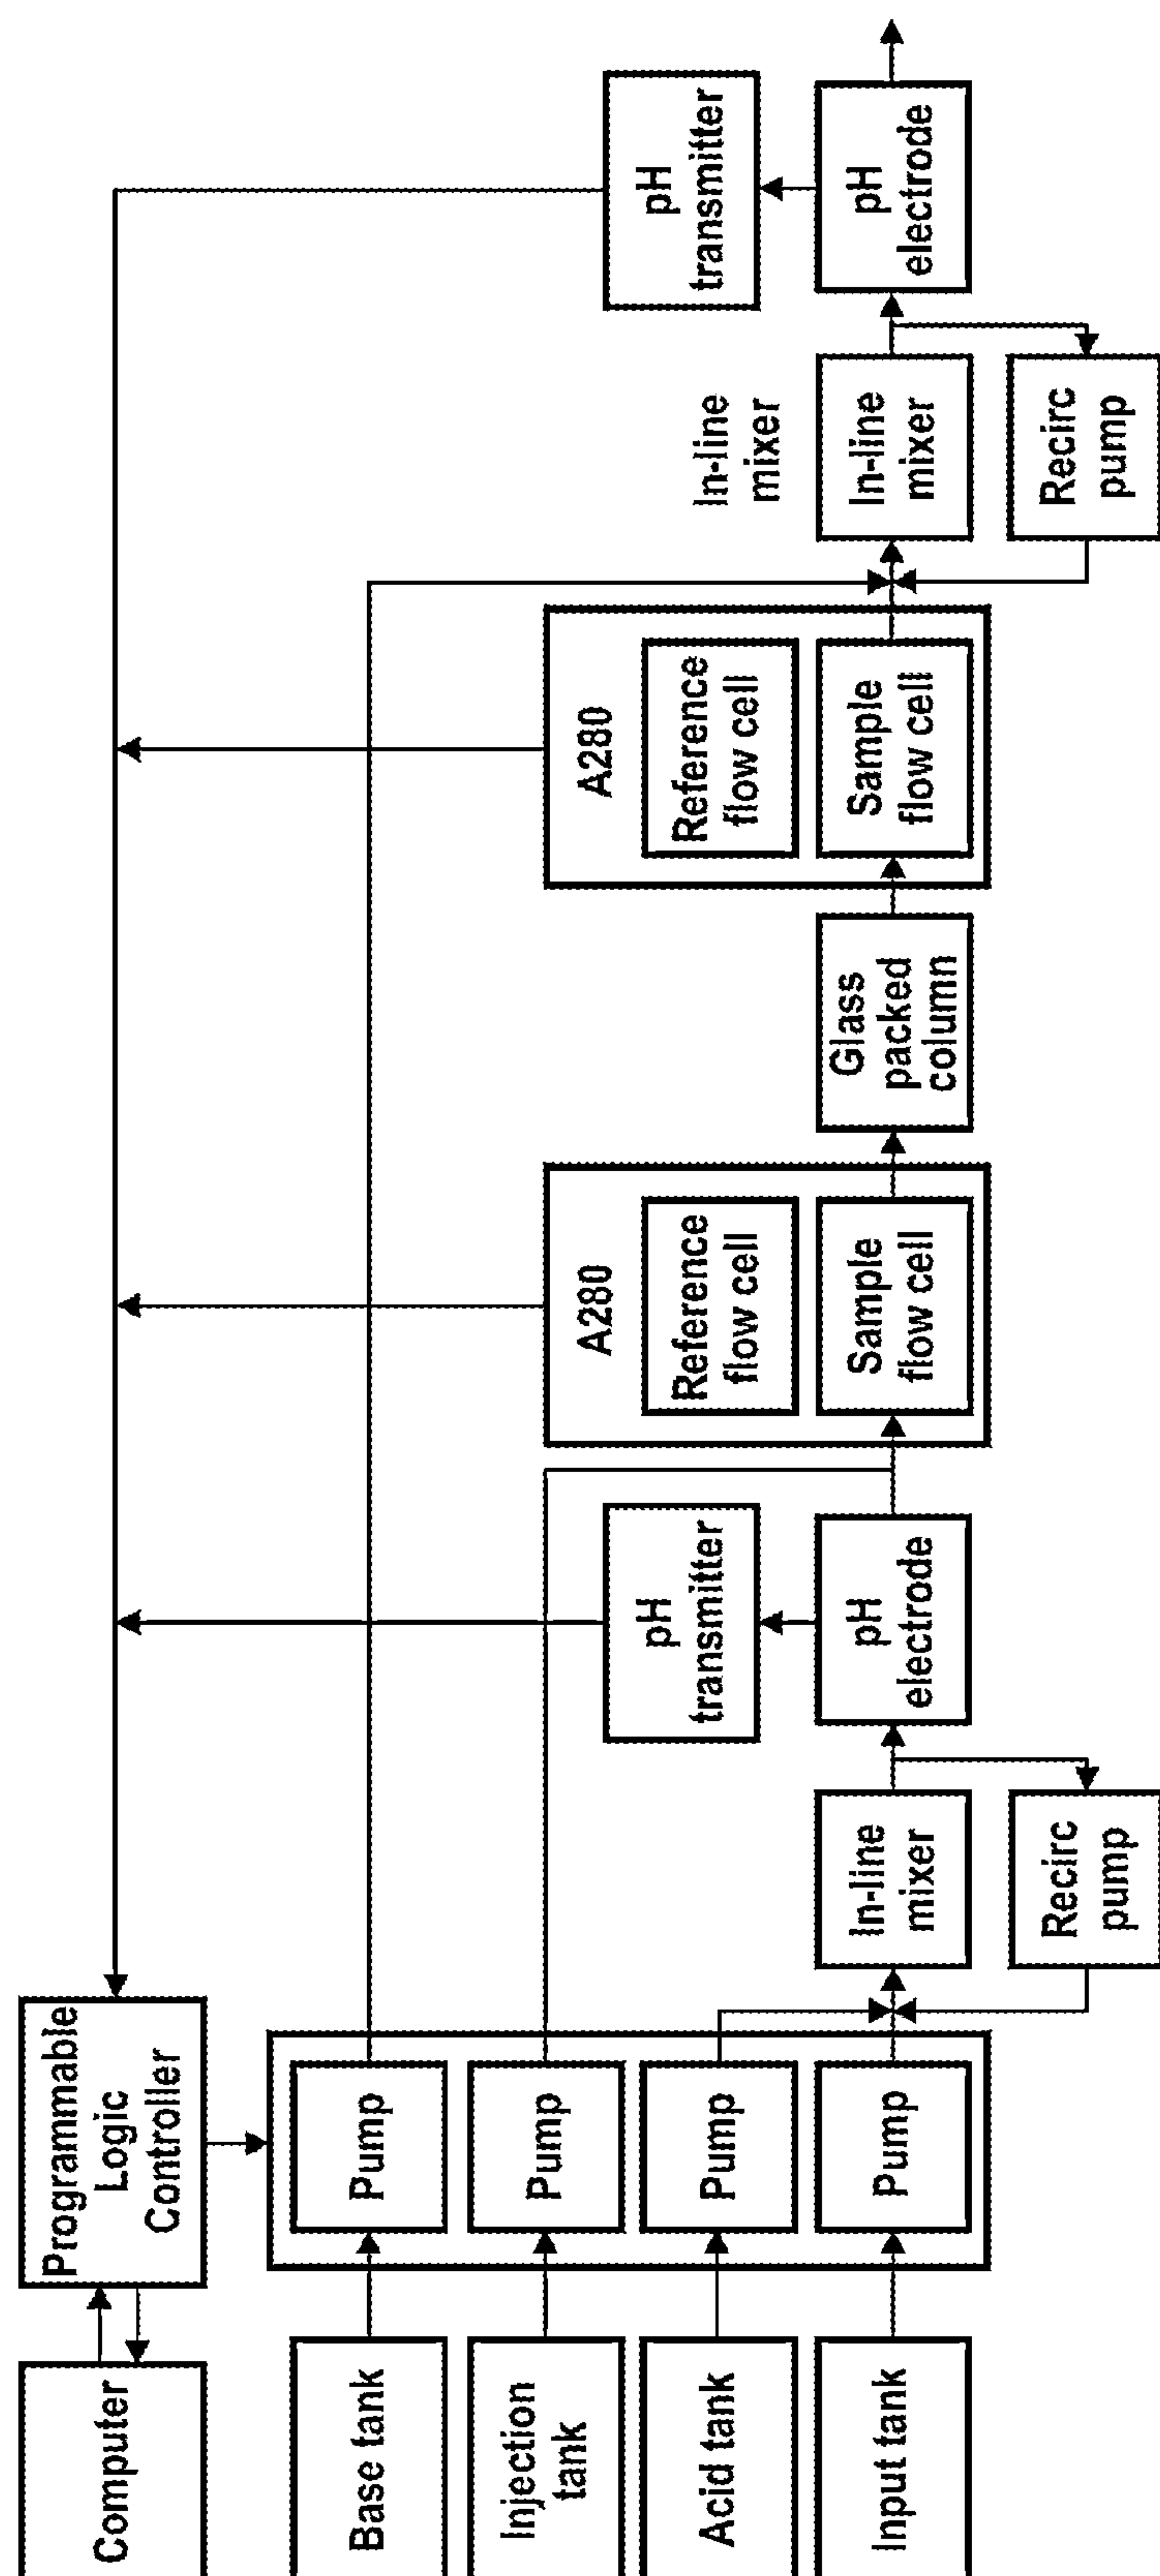 Computer
Programmable
Logic
Controller
Base tank
Pump
Injection
tank
Pump
Acid tank
Pump
Input tank
Pump
In-line
mixer
Recirc
pump
pH
transmitter
pH
electrode
A280
Reference
flow cell
Sample
flow cell
Glass
packed
column
A280
Reference
flow cell
Sample
flow cell
In-line
mixer
In-line
mixer
Recirc
pump
pH
transmitter
pH
electrode